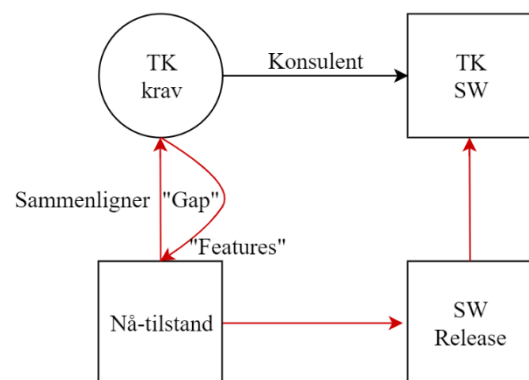 TK
krav
Konsulent
TK
SW
Sammenligner
"Gap"
"Features"
Nå-tilstand
SW
Release